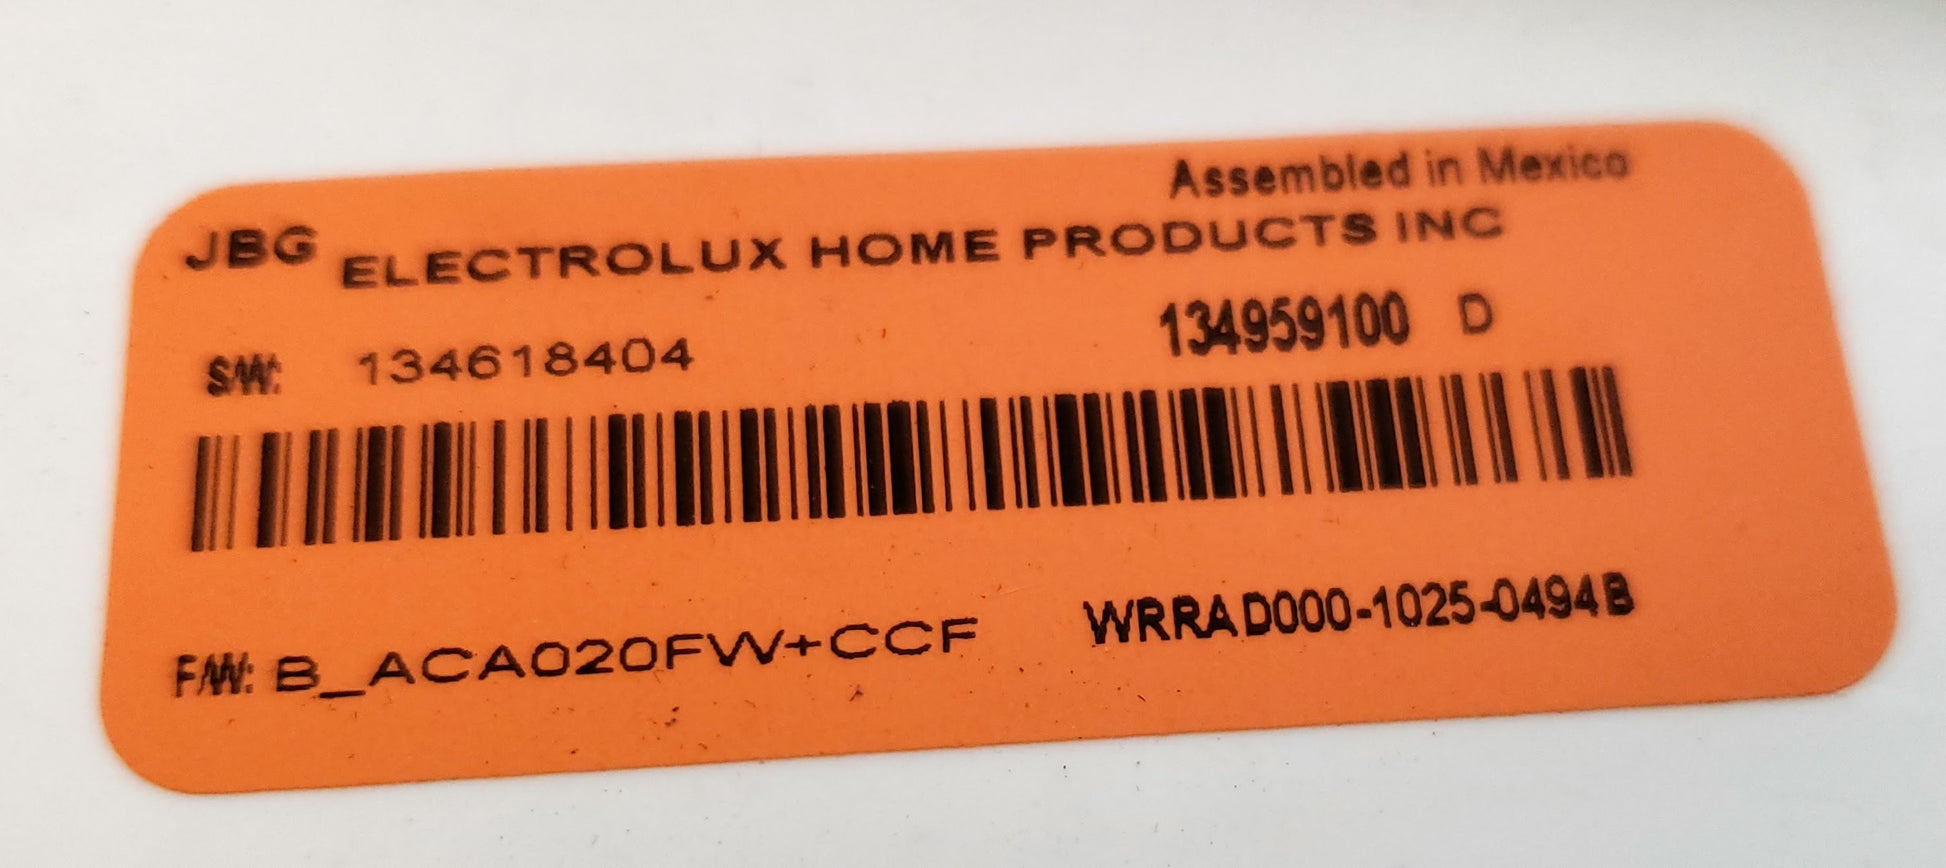 Assembled in Mexico
JBG ELECTROLUX HOME PRODUCTS INC
S/W: 134618404 134959100 D
F/W: B_ACA020FW+CCF WRRAD000-1025-0494B